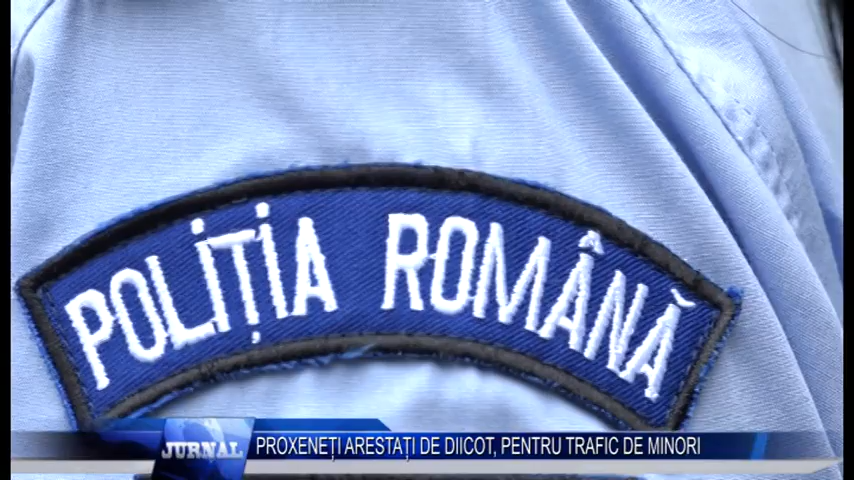 POLIȚIA ROMÂNĂ
JURNAL
PROXENEȚI ARESTAȚI DE DIICOT, PENTRU TRAFIC DE MINORI